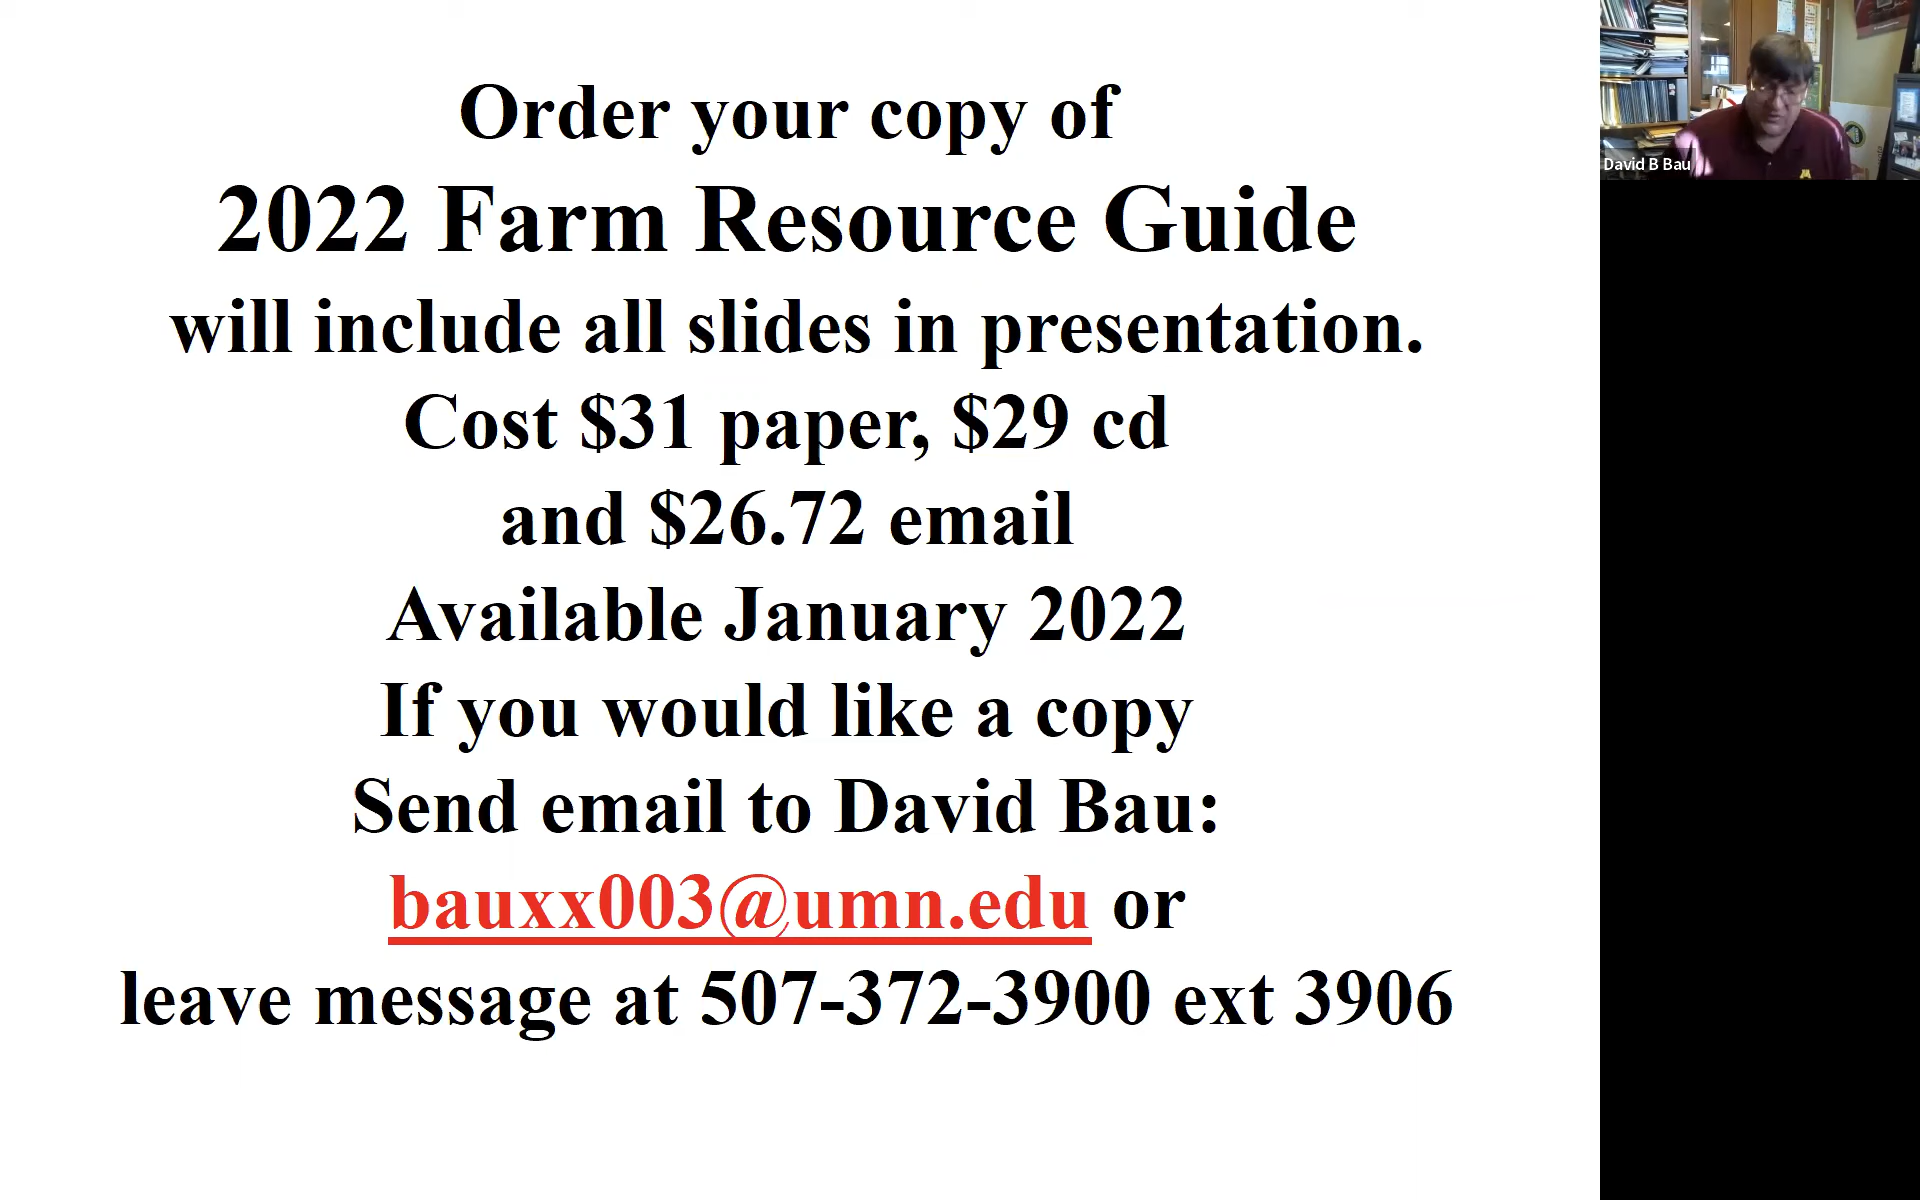 Order your copy of
2022 Farm Resource Guide
will include all slides in presentation.
Cost $31 paper, $29 cd
and $26.72 email
Available January 2022
If you would like a copy
Send email to David Bau:
bauxx003@umn.edu or
leave message at 507-372-3900 ext 3906
David B Bau